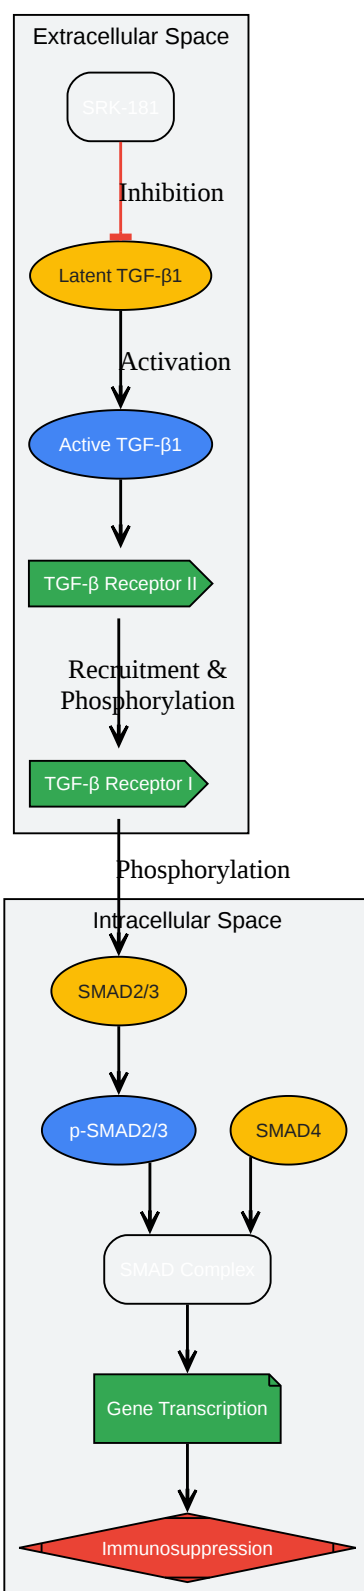 Extracellular Space
SRK-181
Inhibition
Latent TGF-β1
Activation
Active TGF-β1
TGF-β Receptor II
Recruitment &
Phosphorylation
TGF-β Receptor I
Phosphorylation
Intracellular Space
SMAD2/3
p-SMAD2/3
SMAD4
SMAD Complex
Gene Transcription
Immunosuppression